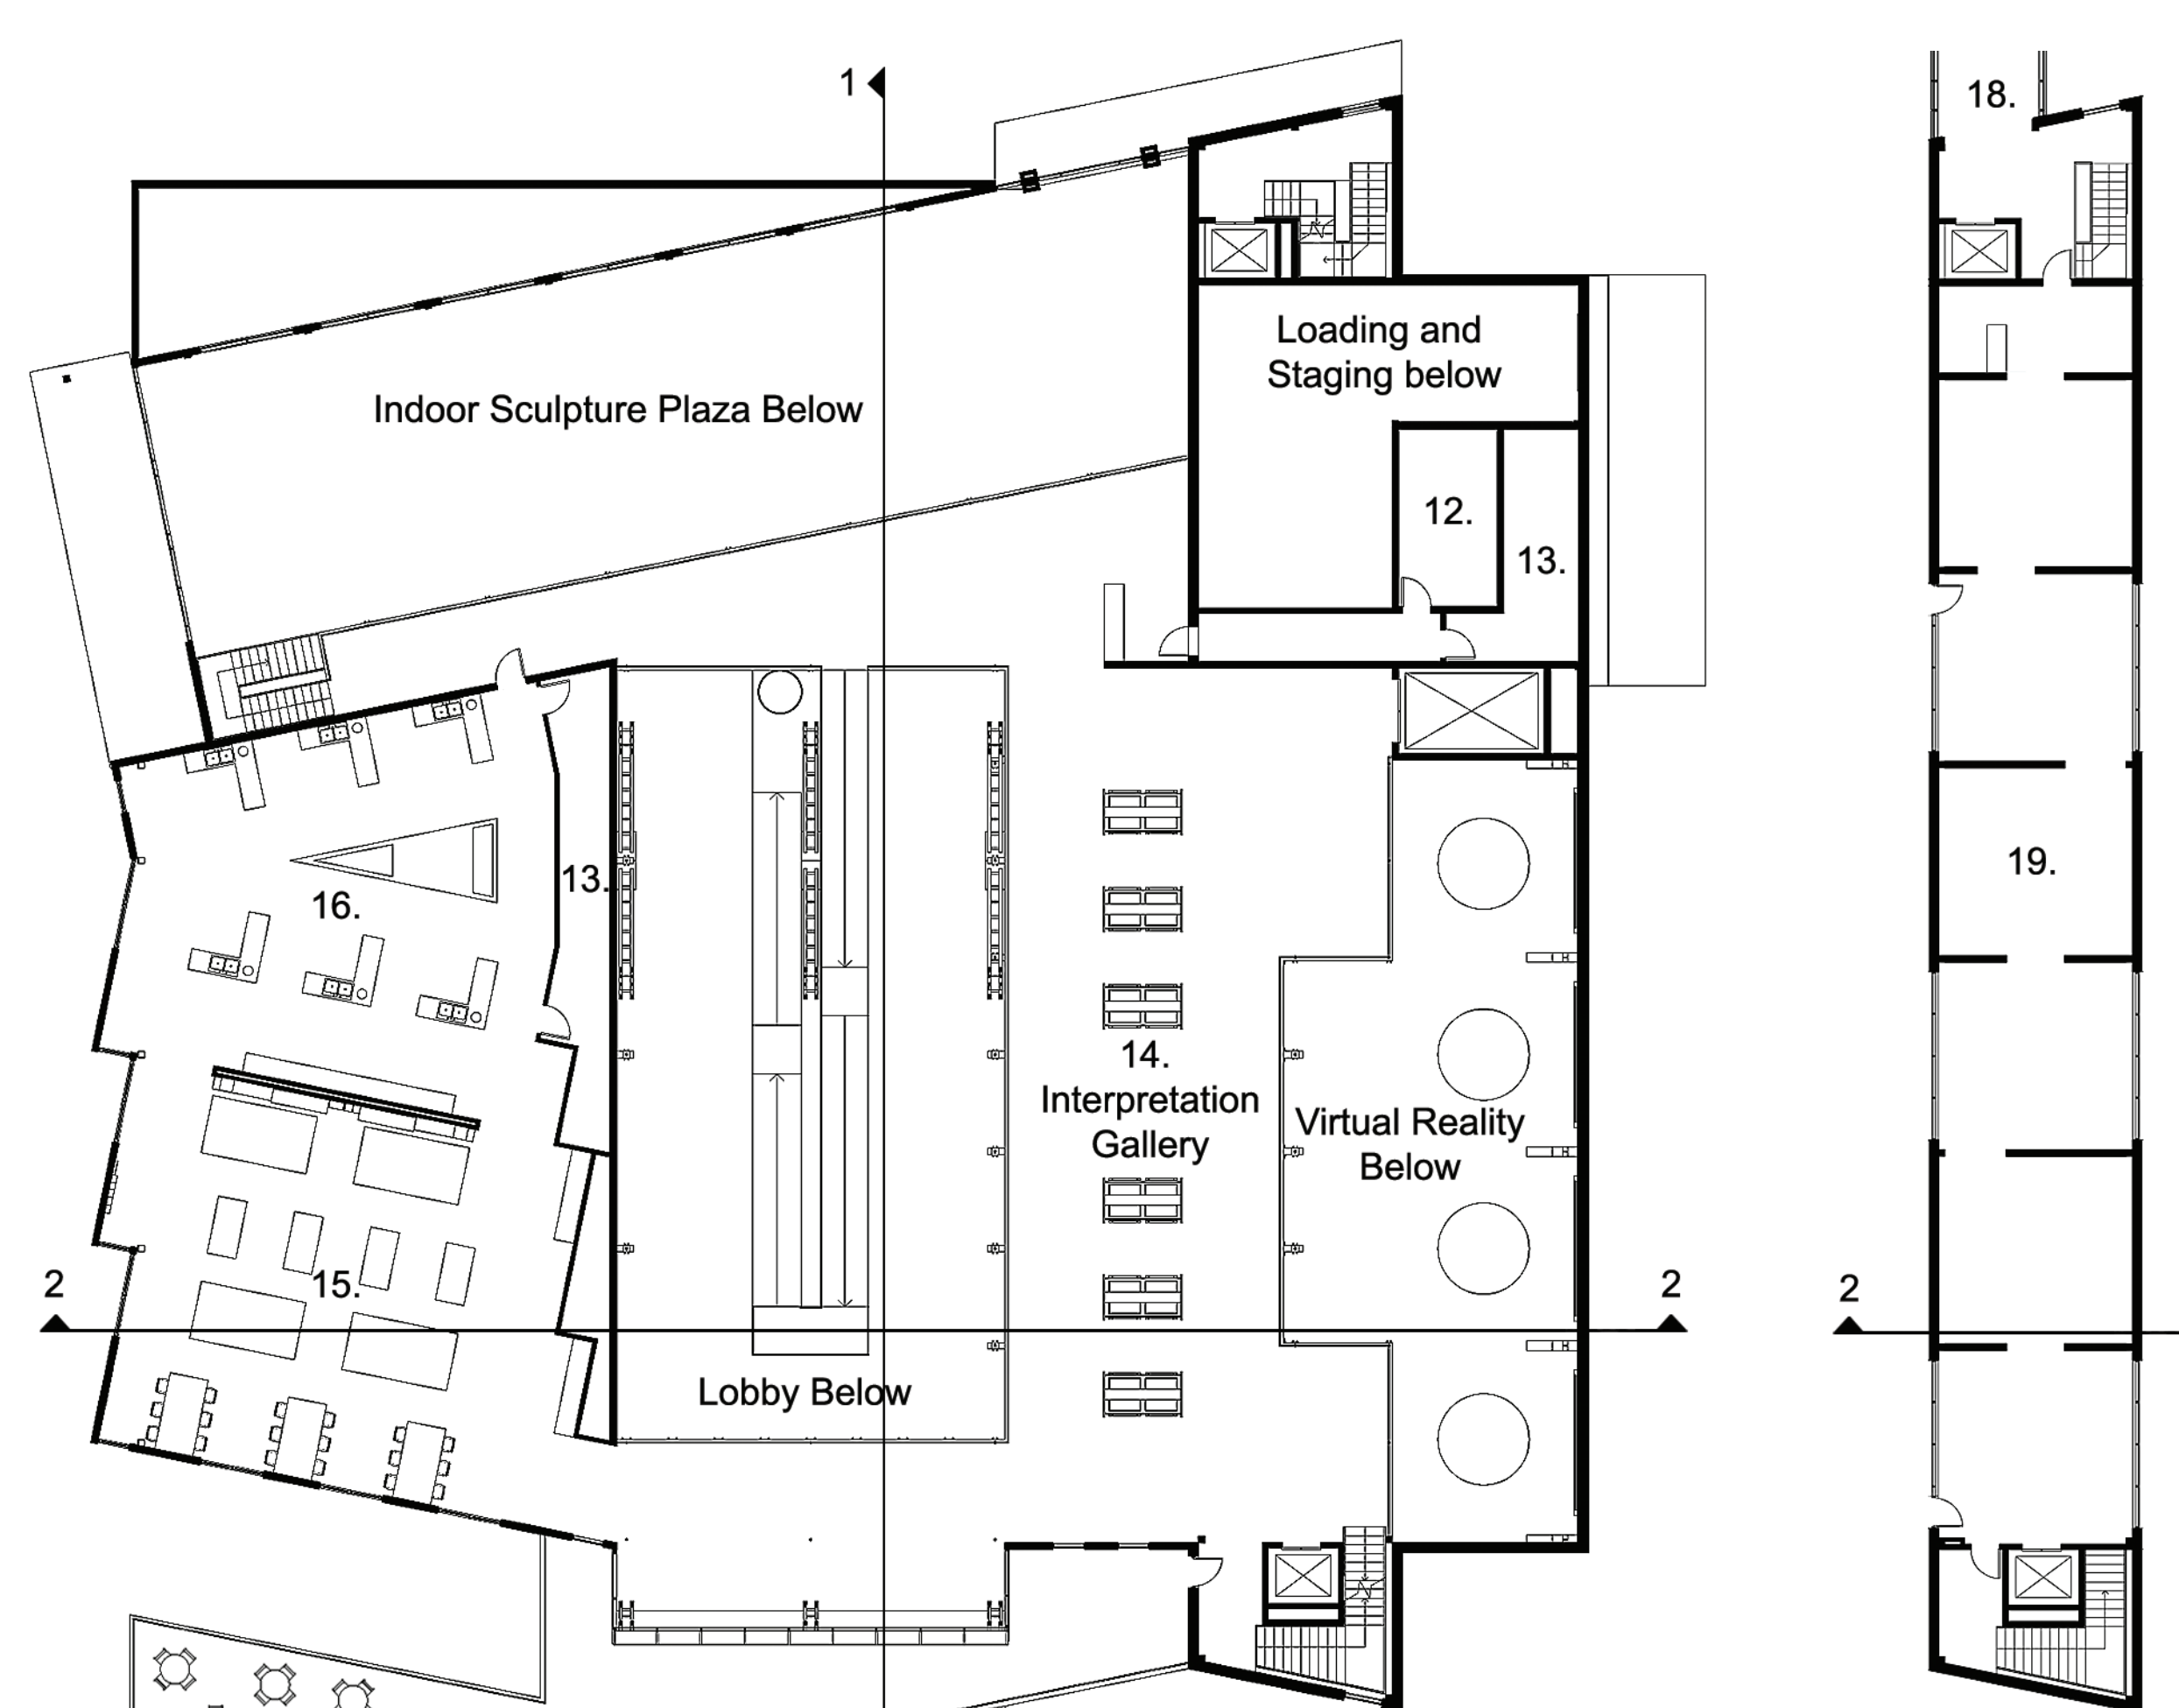 1
18.
Loading and
Staging below
Indoor Sculpture Plaza Below
12.
13.
13.
16.
19.
14.
Interpretation
Gallery
Virtual Reality
Below
15.
2
2
2
Lobby Below